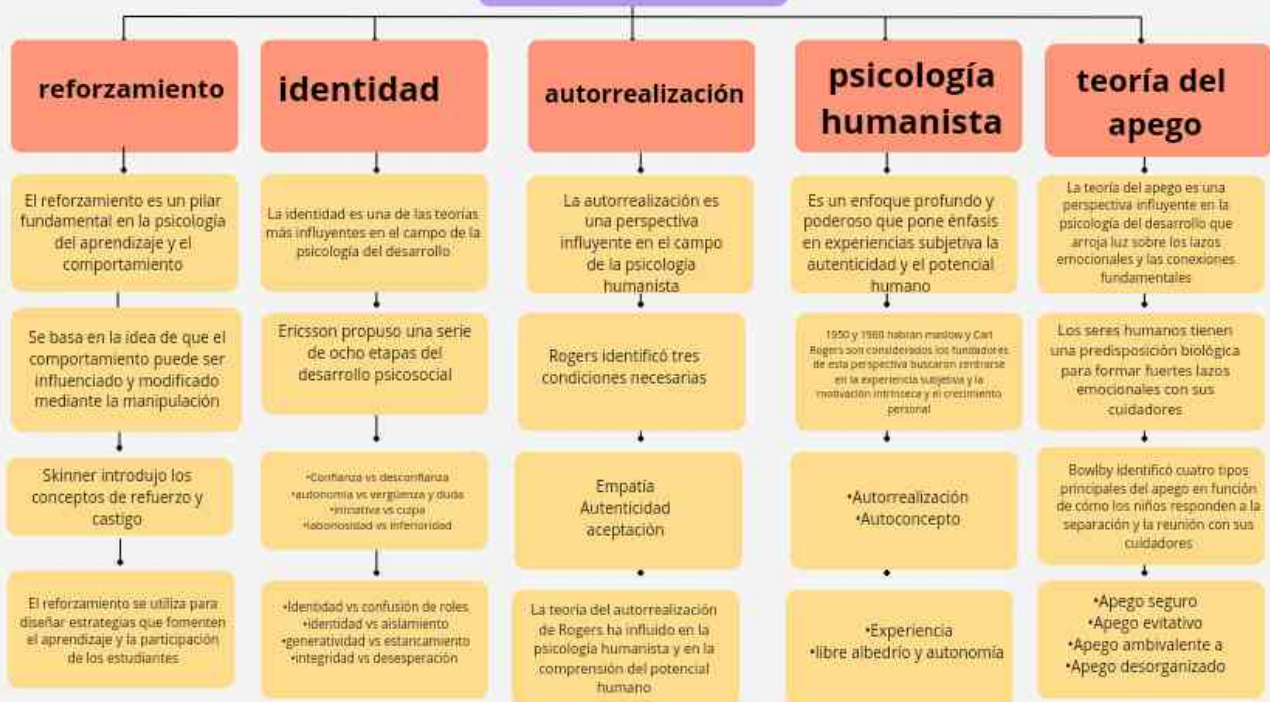 reforzamiento
identidad
autorrealización
psicología
humanista
teoría del
apego
El reforzamiento es un pilar
fundamental en la psicología
del aprendizaje y el
comportamiento
La identidad es una de las teorías
más influyentes en el campo de la
psicología del desarrollo
La autorrealización es
una perspectiva
influyente en el campo
de la psicología
humanista
Es un enfoque profundo y
poderoso que pone énfasis
en experiencias subjetiva la
autenticidad y el potencial
humano
La teoría del apego es una
perspectiva influyente en la
psicología del desarrollo que
arroja luz sobre los lazos
emocionales y las conexiones
fundamentales
Se basa en la idea de que el
comportamiento puede ser
influenciado y modificado
mediante la manipulación
Ericsson propuso una serie
de ocho etapas del
desarrollo psicosocial
Rogers identificó tres
condiciones necesarias
1950 y 1960 habrán maslow y Carl
Rogers son considerados los fundadores
de esta perspectiva buscaron centrarse
en la experiencia subjetiva y la
motivación intrínseca y el crecimiento
personal
Los seres humanos tienen
una predisposición biológica
para formar fuertes lazos
emocionales con sus
cuidadores
Skinner introdujo los
conceptos de refuerzo y
castigo
•Confianza vs desconfianza
•autonomía vs vergüenza y duda
•iniciativa vs culpa
•laboriosidad vs inferioridad
Empatía
Autenticidad
aceptación
•Autorrealización
•Autoconcepto
Bowlby identificó cuatro tipos
principales del apego en función
de cómo los niños responden a la
separación y la reunión con sus
cuidadores
El reforzamiento se utiliza para
diseñar estrategias que fomenten
el aprendizaje y la participación
de los estudiantes
•Identidad vs confusión de roles
•identidad vs aislamiento
•generatividad vs estancamiento
•integridad vs desesperación
La teoría del autorrealización
de Rogers ha influido en la
psicología humanista y en la
comprensión del potencial
humano
•Experiencia
•libre albedrío y autonomía
•Apego seguro
•Apego evitativo
•Apego ambivalente a
•Apego desorganizado